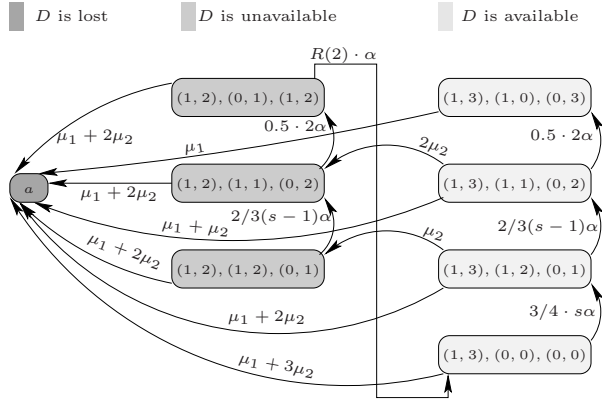 D is lost D is unavailable D is available
R(2) · α
(1, 2), (0, 1), (1, 2) (1, 3), (1, 0), (0, 3)
μ₁ + 2μ₂ μ₁ 0.5 · 2α 2μ₂ 0.5 · 2α
a (1, 2), (1, 1), (0, 2) (1, 3), (1, 1), (0, 2)
μ₁ + 2μ₂
μ₁ + μ₂ 2/3(s − 1)α 2/3(s − 1)α
μ₁ + 2μ₂ μ₂
(1, 2), (1, 2), (0, 1) (1, 3), (1, 2), (0, 1)
μ₁ + 2μ₂ 3/4 · sα
(1, 3), (0, 0), (0, 0)
μ₁ + 3μ₂